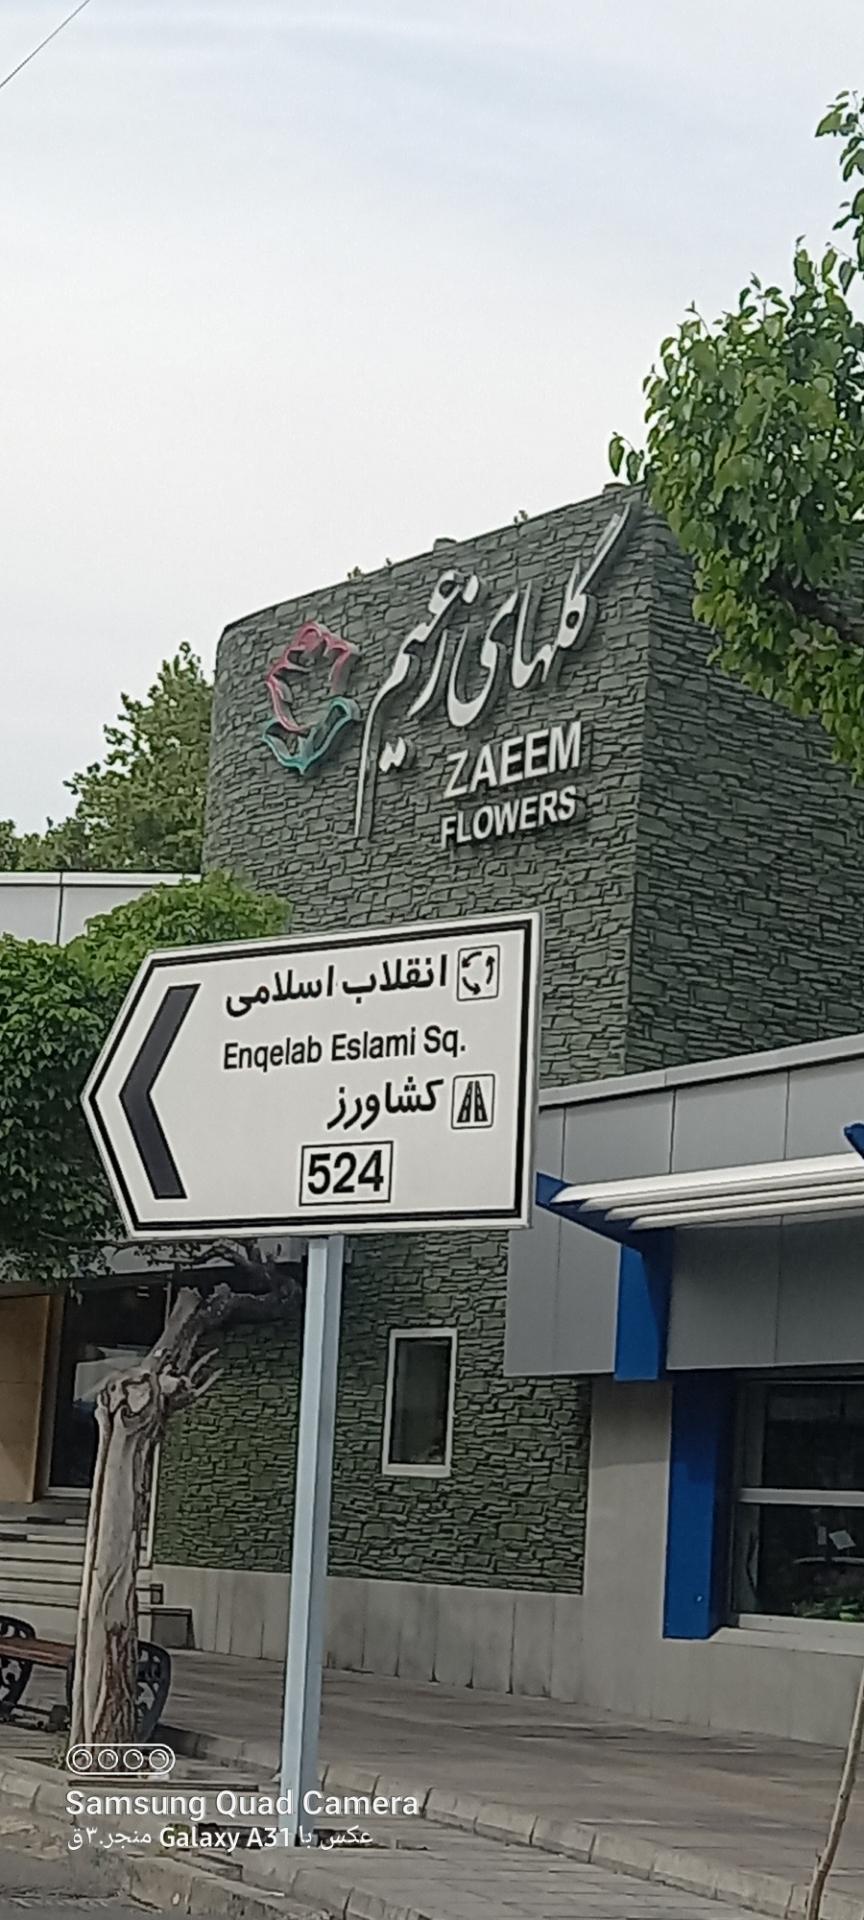 گلهای زعیم
ZAEEM
FLOWERS
انقلاب اسلامی
Enqelab Eslami Sq.
کشاورز
524
Samsung Quad Camera
عکس با Galaxy A31 منجر.۳ق